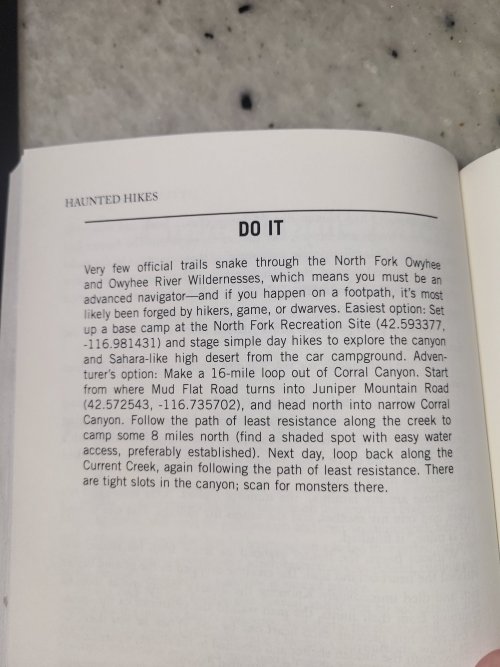 HAUNTED HIKES
DO IT
Very few official trails snake through the North Fork Owyhee
and Owyhee River Wildernesses, which means you must be an
advanced navigator—and if you happen on a footpath, it's most
likely been forged by hikers, game, or dwarves. Easiest option: Set
up a base camp at the North Fork Recreation Site (42.593377,
-116.981431) and stage simple day hikes to explore the canyon
and Sahara-like high desert from the car campground. Adven-
turer's option: Make a 16-mile loop out of Corral Canyon. Start
from where Mud Flat Road turns into Juniper Mountain Road
(42.572543, -116.735702), and head north into narrow Corral
Canyon. Follow the path of least resistance along the creek to
camp some 8 miles north (find a shaded spot with easy water
access, preferably established). Next day, loop back along the
Current Creek, again following the path of least resistance. There
are tight slots in the canyon; scan for monsters there.